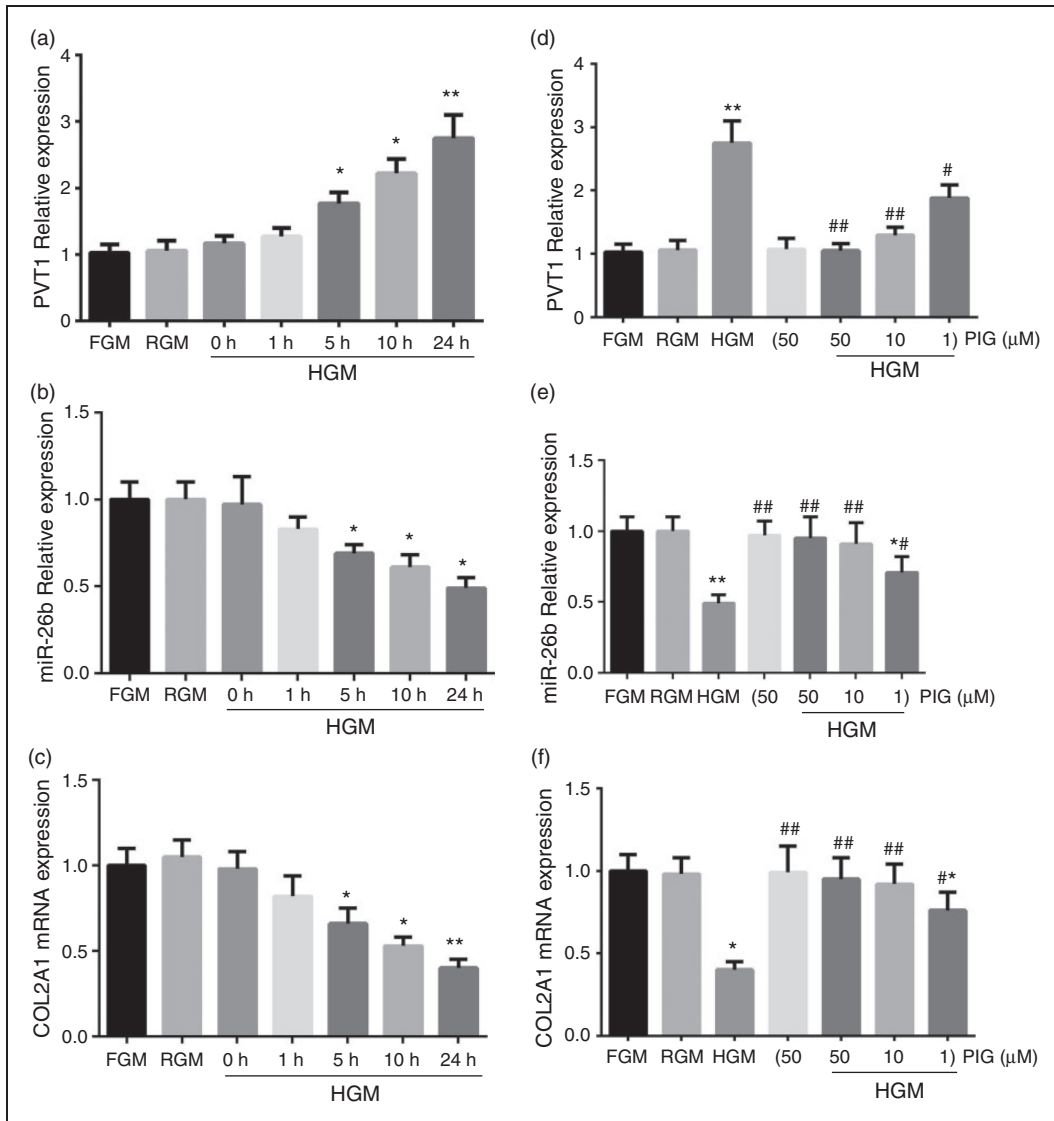 (a)
PVT1 Relative expression
4
3
2
1
0
*
*
**
FGM RGM 0 h 1 h 5 h 10 h 24 h
HGM
(b)
miR-26b Relative expression
1.5
1.0
0.5
0.0
*
*
*
FGM RGM 0 h 1 h 5 h 10 h 24 h
HGM
(c)
COL2A1 mRNA expression
1.5
1.0
0.5
0.0
*
*
**
FGM RGM 0 h 1 h 5 h 10 h 24 h
HGM
(d)
PVT1 Relative expression
4
3
2
1
0
**
##
##
#
FGM RGM HGM (50 50 10 1) PIG (μM)
HGM
(e)
miR-26b Relative expression
1.5
1.0
0.5
0.0
**
##
##
##
*#
FGM RGM HGM (50 50 10 1) PIG (μM)
HGM
(f)
COL2A1 mRNA expression
1.5
1.0
0.5
0.0
*
##
##
##
#*
FGM RGM HGM (50 50 10 1) PIG (μM)
HGM